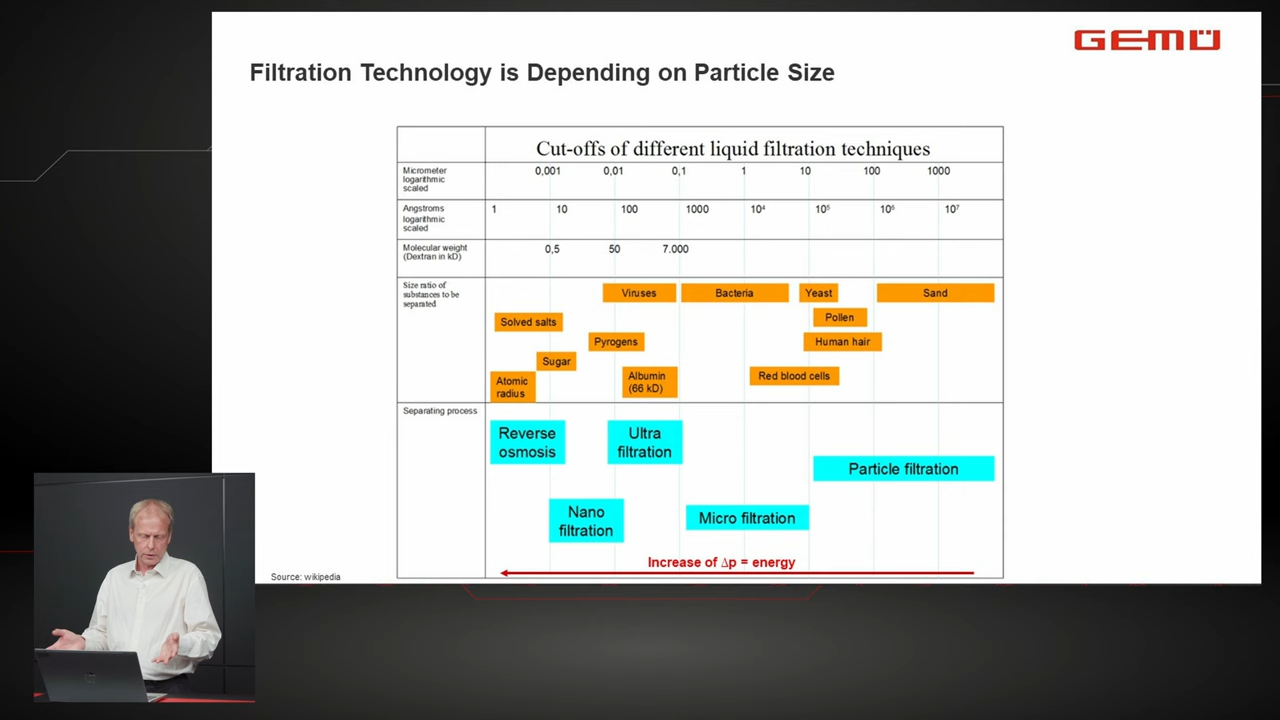 GEMÜ
Filtration Technology is Depending on Particle Size
Cut-offs of different liquid filtration techniques
Micrometer
logarithmic
scaled
0,001 0,01 0,1 1 10 100 1000
Angstroms
logarithmic
scaled
1 10 100 1000 10⁴ 10⁵ 10⁶ 10⁷
Molecular weight
(Dextran in kD)
0,5 50 7.000
Size ratio of
substances to be
separated
Viruses Bacteria Yeast Sand
Pollen
Solved salts
Pyrogens Human hair
Sugar
Albumin
(66 kD)
Red blood cells
Atomic
radius
Separating process
Reverse
osmosis
Ultra
filtration
Particle filtration
Nano
filtration
Micro filtration
Increase of ∆p = energy
Source: wikipedia